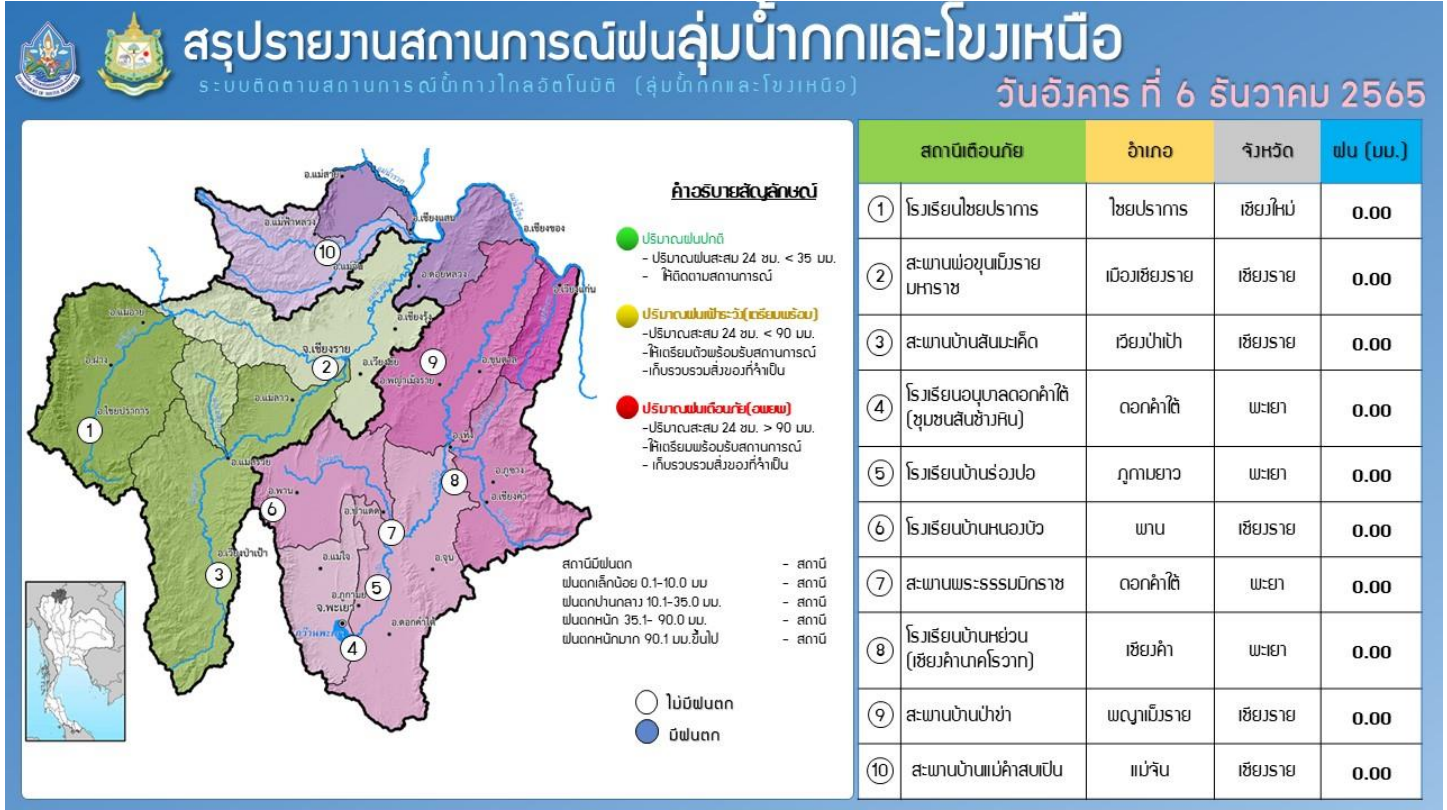 สรุปรายงานสถานการณ์ฝนลุ่มน้ำกกและโขงเหนือ
ระบบติดตามสถานการณ์น้ำทางไกลอัตโนมัติ (ลุ่มน้ำกกและโขงเหนือ)
วันอังคาร ที่ 6 ธันวาคม 2565
อ.แม่สาย
อ.แม่ฟ้าหลวง
อ.เชียงแสน
อ.เชียงของ
10
อ.ดอยหลวง
อ.เวียงแก่น
อ.แม่อาย
อ.เชียงรุ้ง
อ.ฝาง
จ.เชียงราย
2
อ.เวียงชัย
9
อ.ขุนตาล
อ.พญาเม็งราย
อ.แม่ลาว
อ.ไชยปราการ
1
อ.เทิง
อ.แม่สรวย
8
อ.ภูซาง
อ.พาน
อ.เชียงคำ
6
อ.ป่าแดด
7
อ.เวียงป่าเป้า
3
อ.แม่ใจ
อ.จุน
5
จ.พะเยา
อ.ดอกคำใต้
4
คำอธิบายสัญลักษณ์
ปริมาณฝนปกติ
- ปริมาณฝนสะสม 24 ชม. < 35 มม.
- ให้ติดตามสถานการณ์
ปริมาณฝนเฝ้าระวัง(เตรียมพร้อม)
-ปริมาณสะสม 24 ชม. < 90 มม.
-ให้เตรียมตัวพร้อมรับสถานการณ์
-เก็บรวบรวมสิ่งของที่จำเป็น
ปริมาณฝนเตือนภัย(อพยพ)
-ปริมาณสะสม 24 ชม. > 90 มม.
-ให้เตรียมพร้อมรับสถานการณ์
- เก็บรวบรวมสิ่งของที่จำเป็น
สถานีมีฝนตก - สถานี
ฝนตกเล็กน้อย 0.1-10.0 มม - สถานี
ฝนตกปานกลาง 10.1-35.0 มม. - สถานี
ฝนตกหนัก 35.1- 90.0 มม. - สถานี
ฝนตกหนักมาก 90.1 มม.ขึ้นไป - สถานี
ไม่มีฝนตก
มีฝนตก
สถานีเตือนภัย อำเภอ จังหวัด ฝน (มม.)
1 โรงเรียนไชยปราการ ไชยปราการ เชียงใหม่ 0.00
2 สะพานพ่อขุนเม็งราย
มหาราช เมืองเชียงราย เชียงราย 0.00
3 สะพานบ้านสันมะเค็ด เวียงป่าเป้า เชียงราย 0.00
4 โรงเรียนอนุบาลดอกคำใต้
(ชุมชนสันช้างหิน) ดอกคำใต้ พะเยา 0.00
5 โรงเรียนบ้านร่องปอ ภูกามยาว พะเยา 0.00
6 โรงเรียนบ้านหนองบัว พาน เชียงราย 0.00
7 สะพานพระธรรมมิกราช ดอกคำใต้ พะยา 0.00
8 โรงเรียนบ้านหย่วน
(เชียงคำนาคโรวาท) เชียงคำ พะเยา 0.00
9 สะพานบ้านป่าข่า พญาเม็งราย เชียงราย 0.00
10 สะพานบ้านแม่คำสบเปิน แม่จัน เชียงราย 0.00